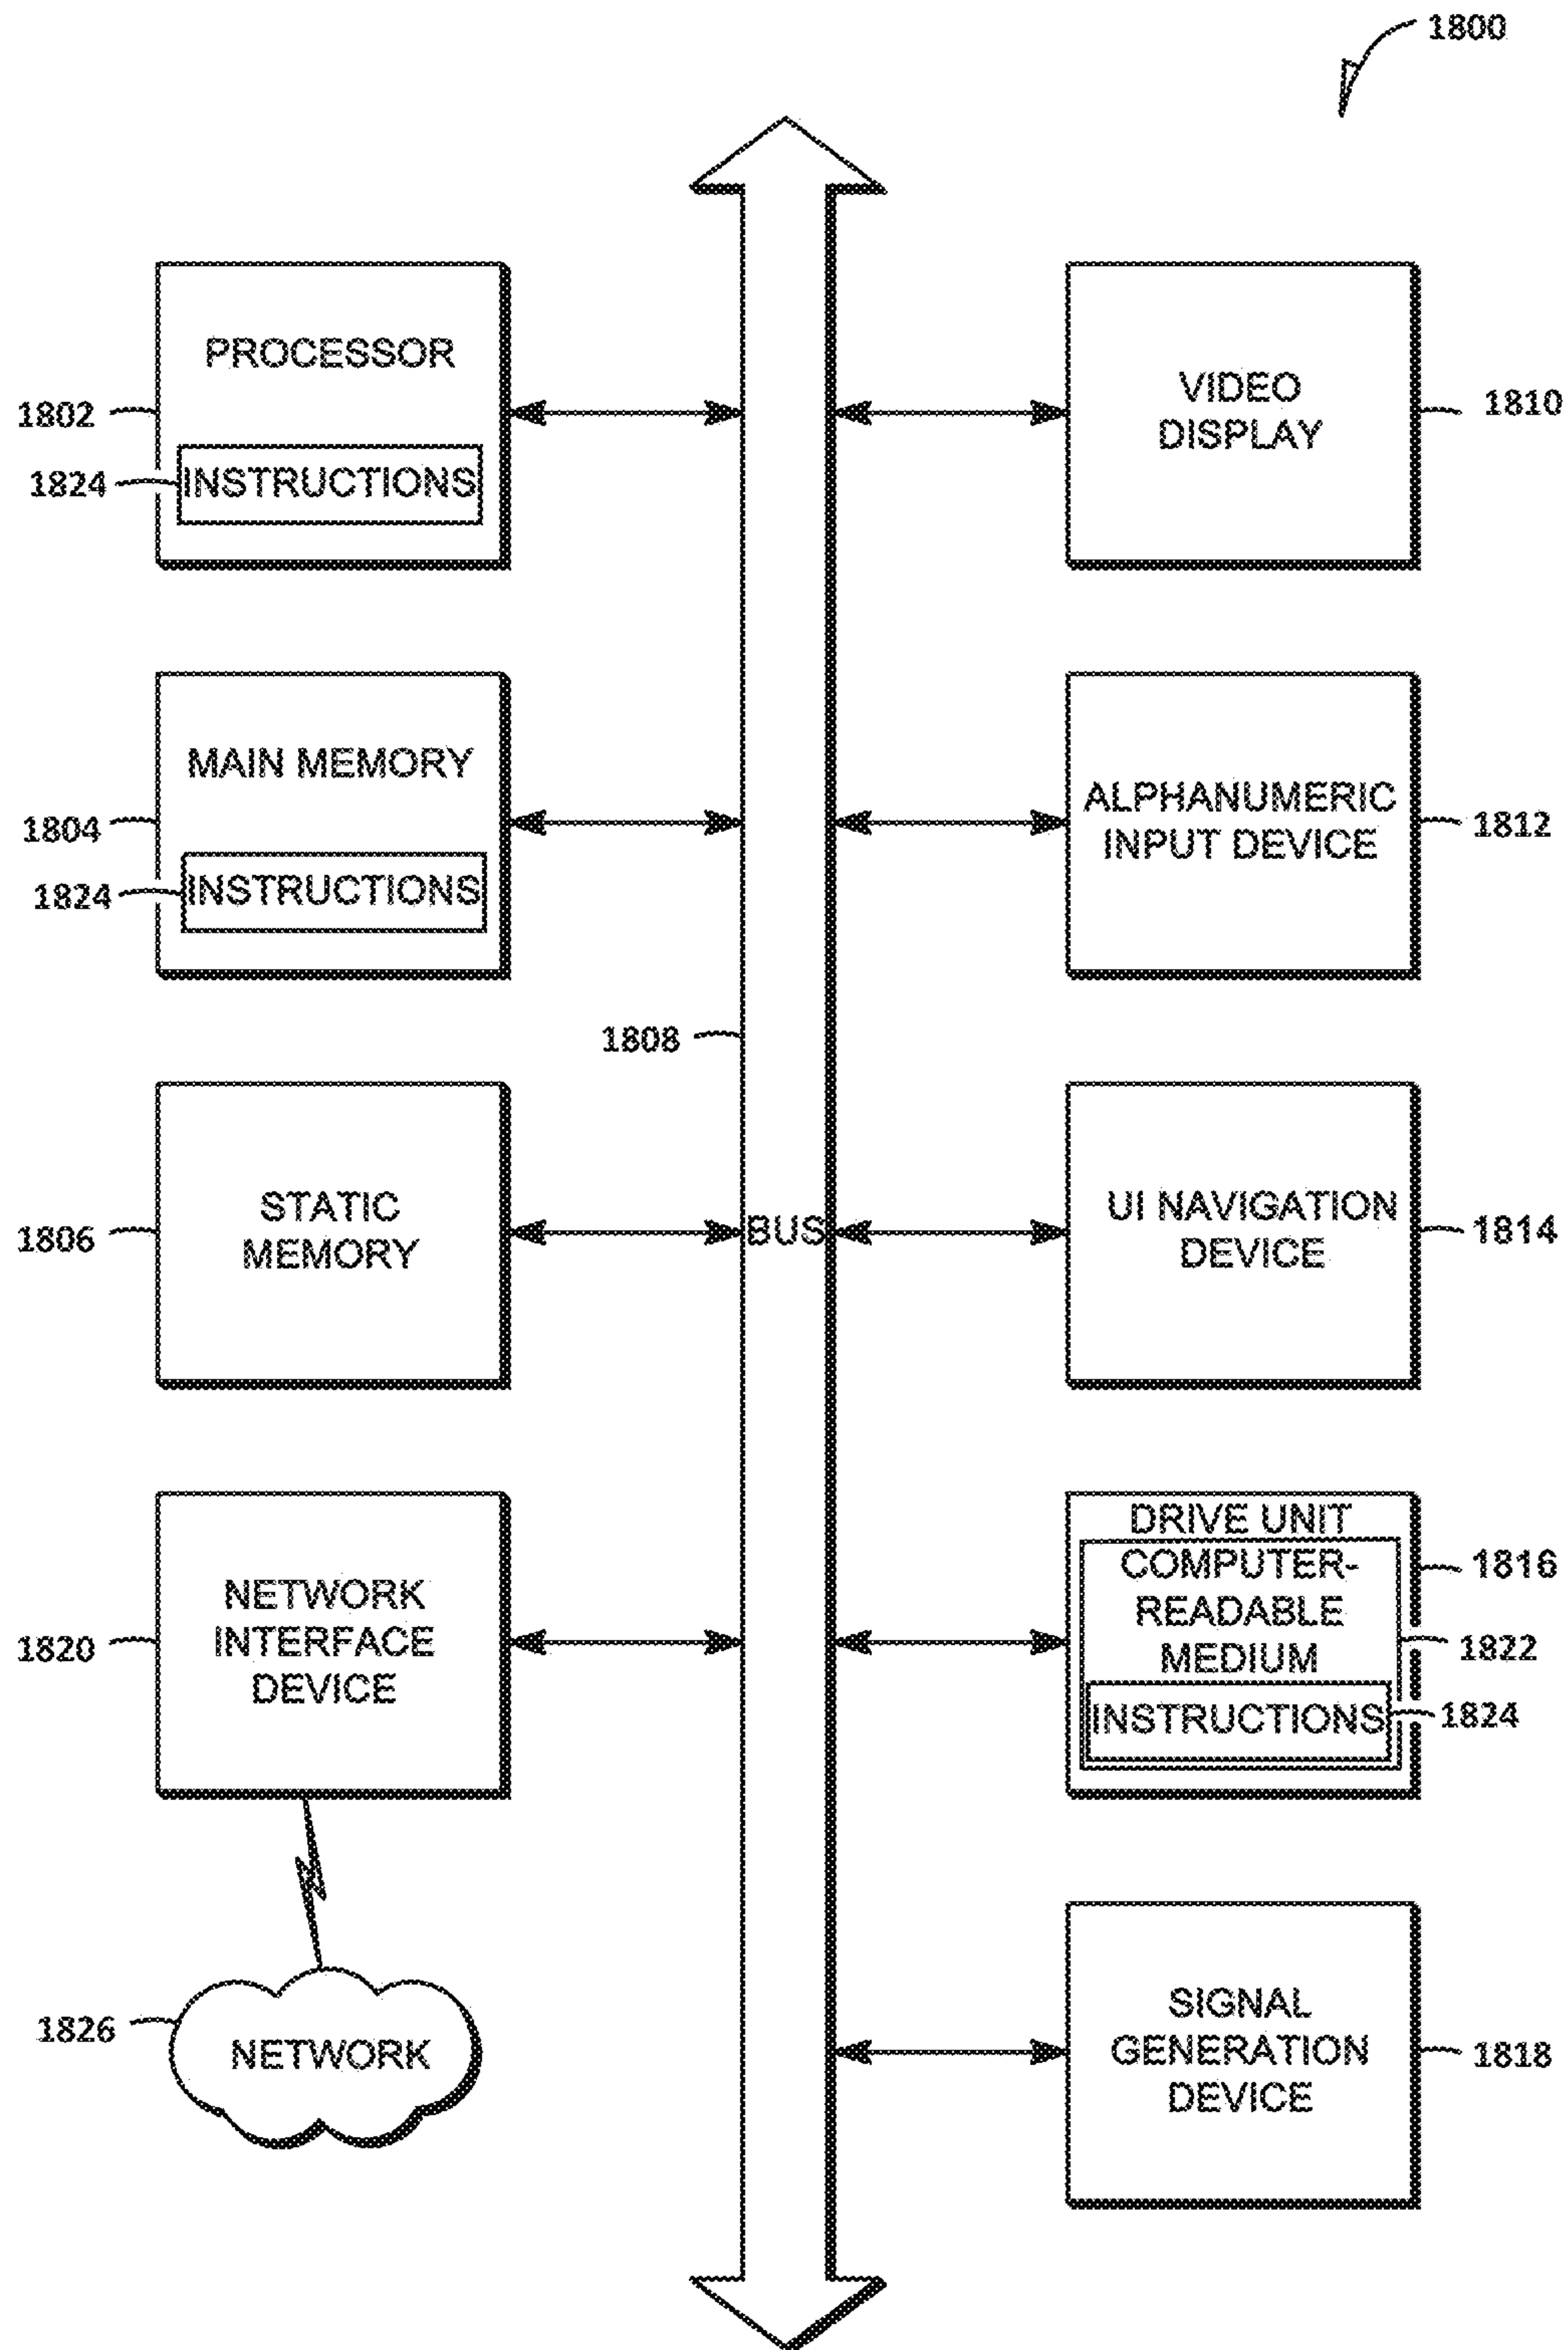 1800
PROCESSOR
1802
1824
INSTRUCTIONS
VIDEO
DISPLAY
1810
MAIN MEMORY
1804
1824
INSTRUCTIONS
ALPHANUMERIC
INPUT DEVICE
1812
1808
STATIC
MEMORY
1806
BUS
UI NAVIGATION
DEVICE
1814
NETWORK
INTERFACE
DEVICE
1820
DRIVE UNIT
COMPUTER-
READABLE
MEDIUM
1816
1822
INSTRUCTIONS
1824
1826
NETWORK
SIGNAL
GENERATION
DEVICE
1818